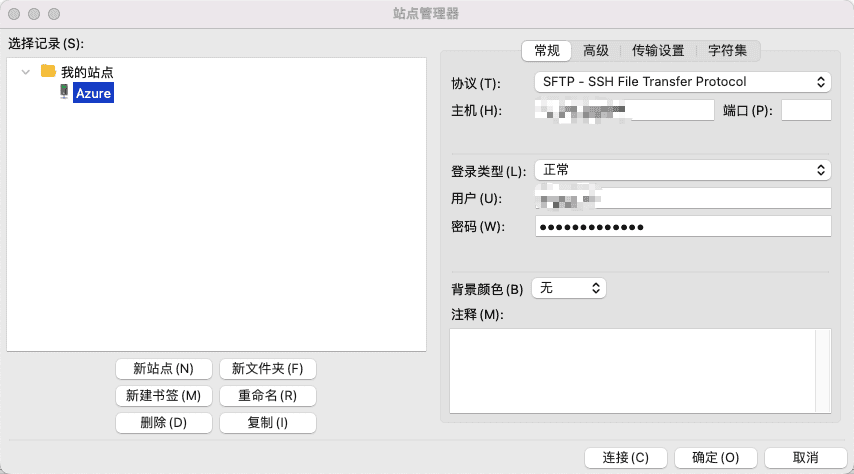 站点管理器
选择记录(S):
我的站点
Azure
新站点(N)
新文件夹(F)
新建书签(M)
重命名(R)
删除(D)
复制(I)
常规
高级
传输设置
字符集
协议(T):
SFTP - SSH File Transfer Protocol
主机(H):
端口(P):
登录类型(L):
正常
用户(U):
密码(W):
●●●●●●●●●●●●●
背景颜色(B)
无
注释(M):
连接(C)
确定(O)
取消